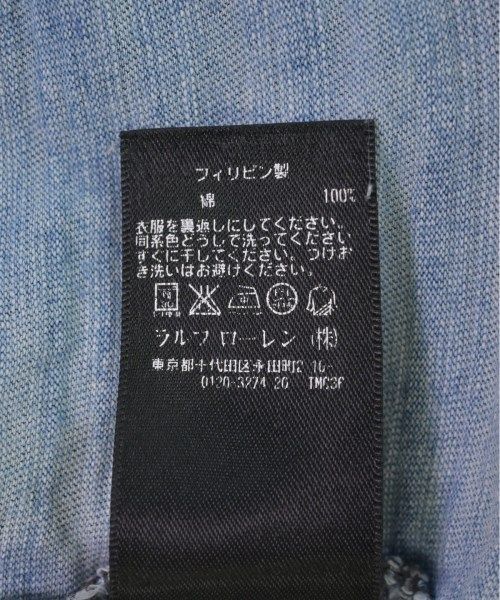 フィリピン製
綿 100%
衣服を裏返しにしてください。
同系色どうしで洗ってください
すぐに干してください。つけお
き洗いはお避けください。
ラルフ ローレン (株)
東京都千代田区永田町2
0120-3274-20